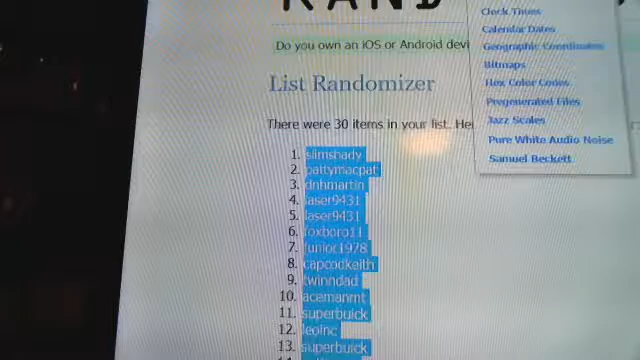 RAND
Do you own an iOS or Android devi
List Randomizer
There were 30 items in your list. He
1. slimshady
2. pattymacpat
3. dnhmartin
4. laser9431
5. laser9431
6. foxboro11
7. junior1978
8. capcodkeith
9. twinndad
10. acemanmt
11. superbuick
12. leoinc
13. superbuick
Clock Times
Calendar Dates
Geographic Coordinates
Bitmaps
Hex Color Codes
Pregenerated Files
Jazz Scales
Pure White Audio Noise
Samuel Beckett